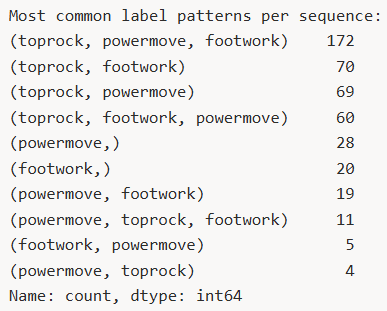 Most common label patterns per sequence:
(toprock, powermove, footwork)    172
(toprock, footwork)                70
(toprock, powermove)               69
(toprock, footwork, powermove)     60
(powermove,)                       28
(footwork,)                        20
(powermove, footwork)              19
(powermove, toprock, footwork)     11
(footwork, powermove)               5
(powermove, toprock)                4
Name: count, dtype: int64